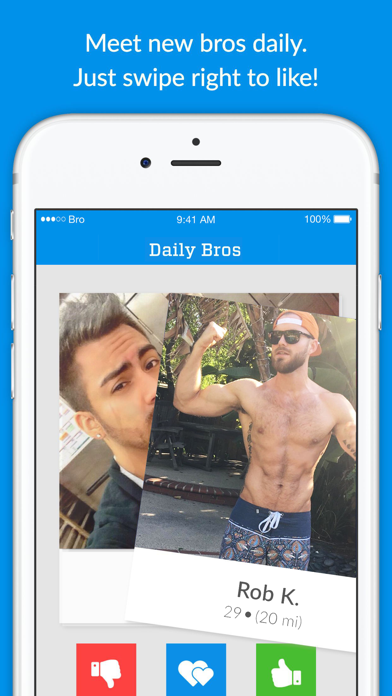 Meet new bros daily.
Just swipe right to like!
Bro 9:41 AM 100%
Daily Bros
Rob K.
29 • (20 mi)